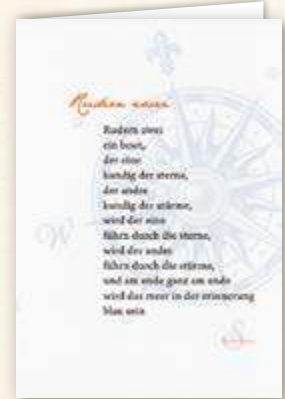 Rudern zwei
Rudern zwei
ein boot,
der eine
kundig der sterne,
der andre
kundig der stürme,
wird der eine
führn durch die sterne,
wird der andre
führn durch die stürme,
und am ende ganz am ende
wird das meer in der erinnerung
blau sein
W
S